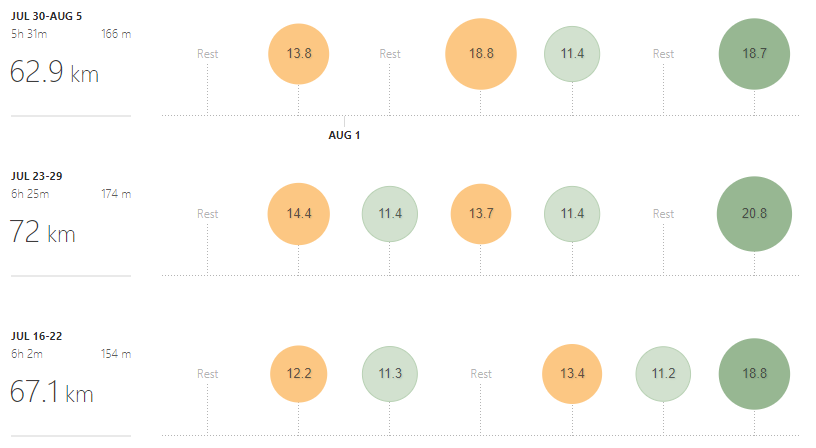 JUL 30-AUG 5
5h 31m 166 m
62.9 km
Rest 13.8 Rest 18.8 11.4 Rest 18.7
AUG 1
JUL 23-29
6h 25m 174 m
72 km
Rest 14.4 11.4 13.7 11.4 Rest 20.8
JUL 16-22
6h 2m 154 m
67.1 km
Rest 12.2 11.3 Rest 13.4 11.2 18.8